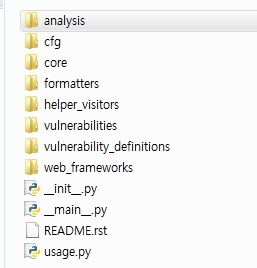 analysis
cfg
core
formatters
helper_visitors
vulnerabilities
vulnerability_definitions
web_frameworks
__init__.py
__main__.py
README.rst
usage.py